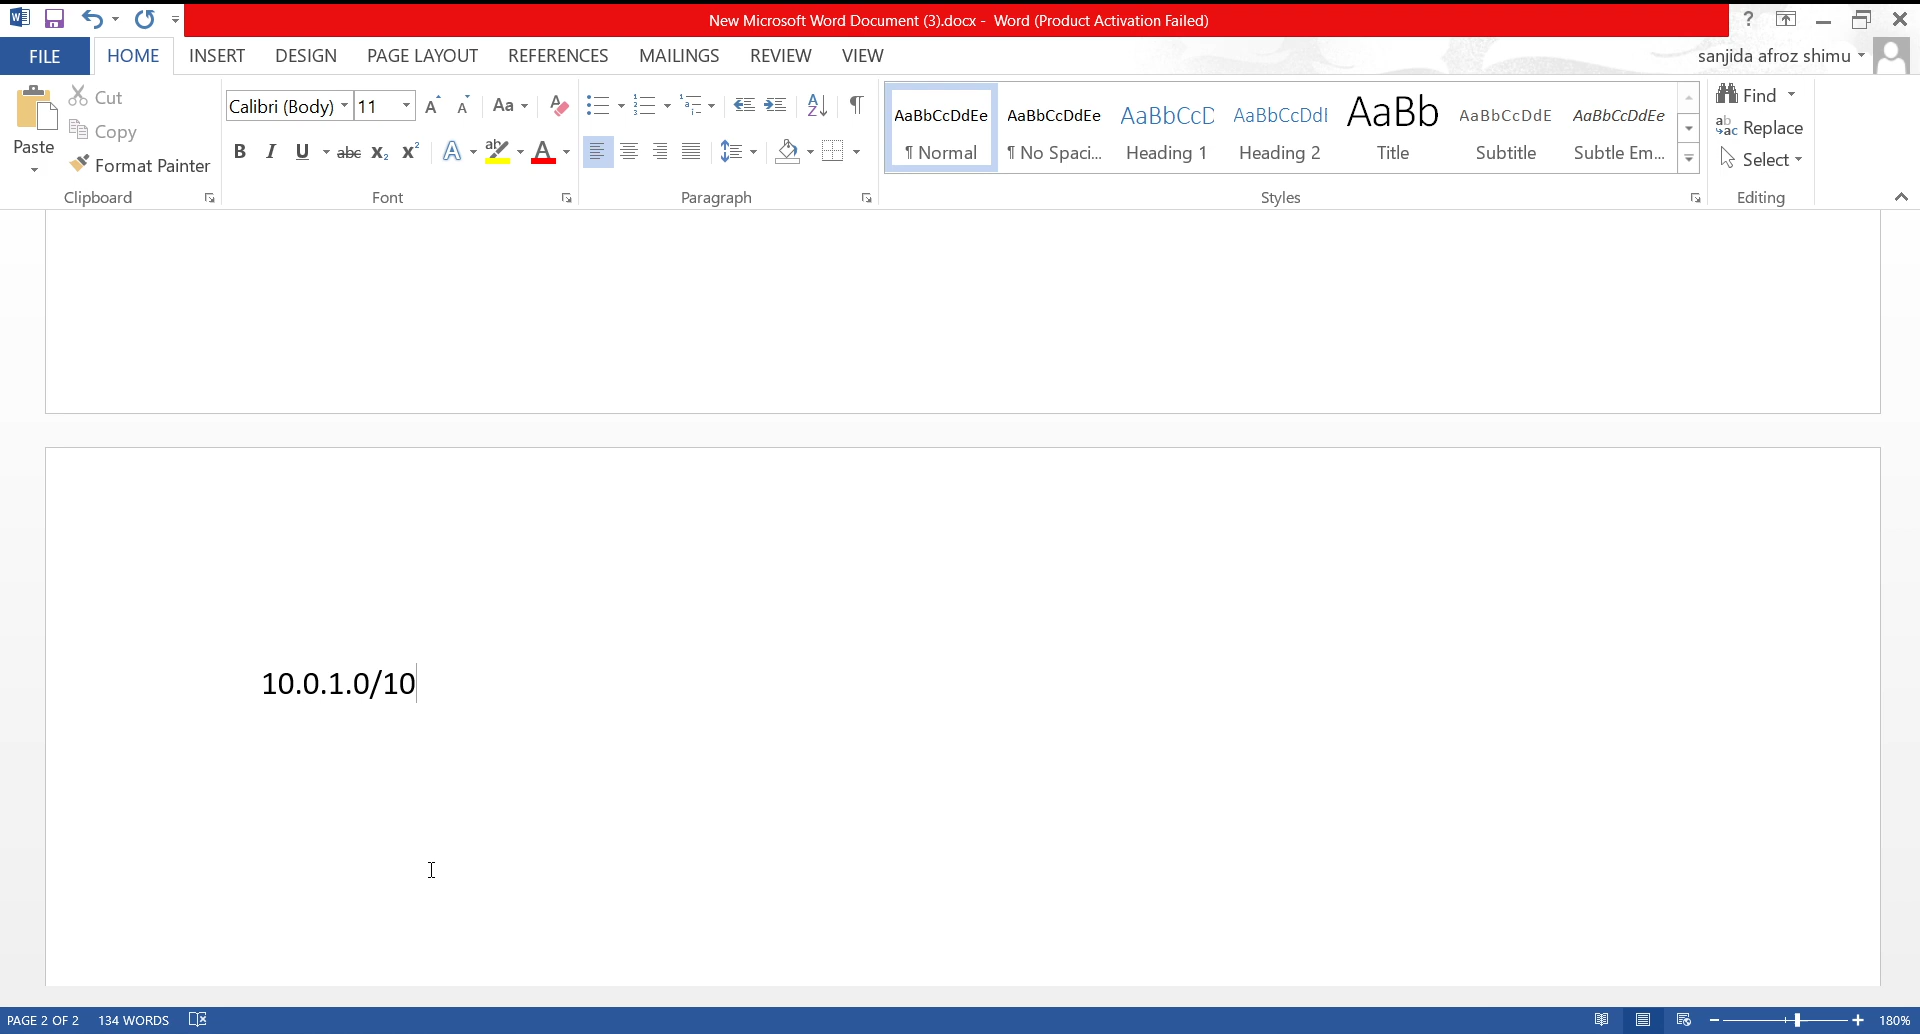 New Microsoft Word Document (3).docx - Word (Product Activation Failed)
?
FILE HOME INSERT DESIGN PAGE LAYOUT REFERENCES MAILINGS REVIEW VIEW
sanjida afroz shimu
Paste
Cut
Copy
Format Painter
Clipboard
Calibri (Body) 11
Aa
B I U abc X₂ X² A ab A
Font
Paragraph
AaBbCcDdEe
¶ Normal
AaBbCcDdEe
¶ No Spaci...
AaBbCcD
Heading 1
AaBbCcDdI
Heading 2
AaBb
Title
AaBbCcDdE
Subtitle
AaBbCcDdEe
Subtle Em...
Styles
Find
Replace
Select
Editing
10.0.1.0/10
PAGE 2 OF 2 134 WORDS
180%